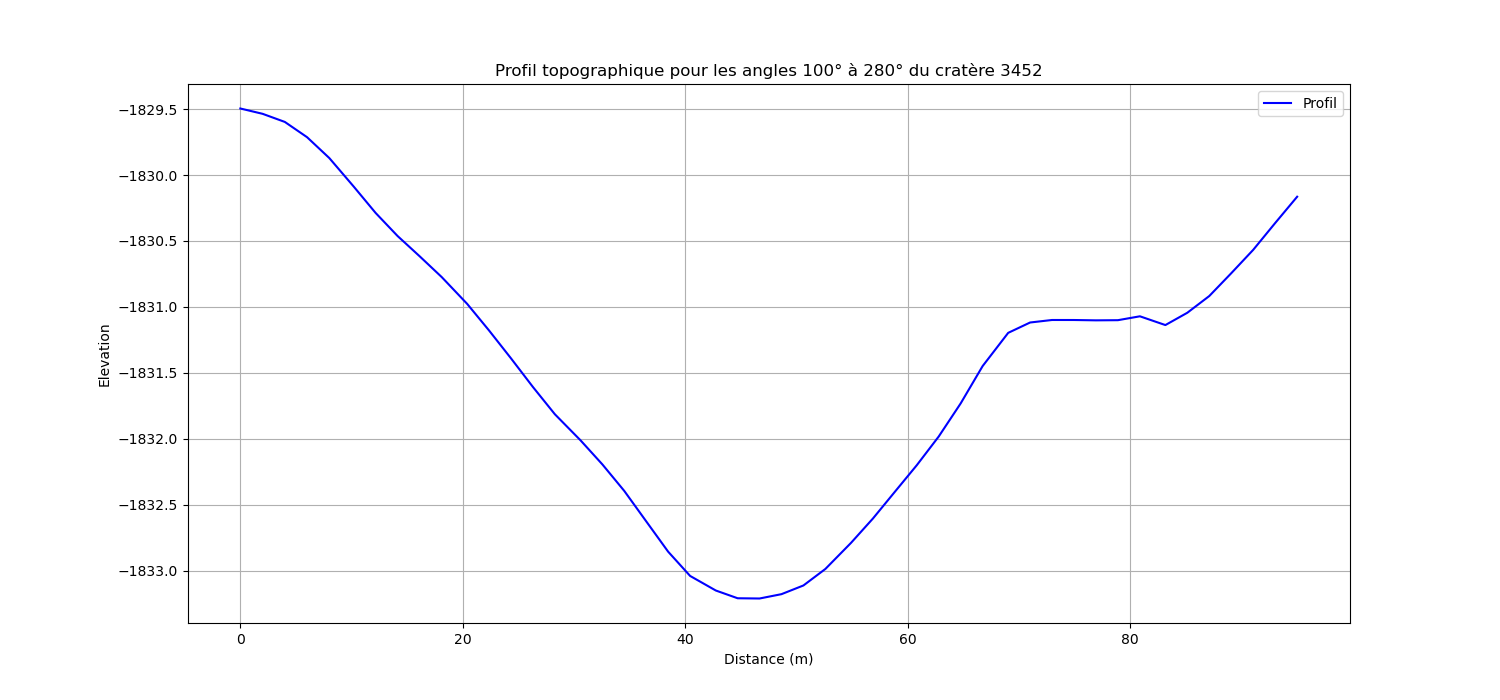 Profil topographique pour les angles 100° à 280° du cratère 3452
Profil
−1829.5
−1830.0
−1830.5
−1831.0
−1831.5
−1832.0
−1832.5
−1833.0
Elevation
0 20 40 60 80
Distance (m)